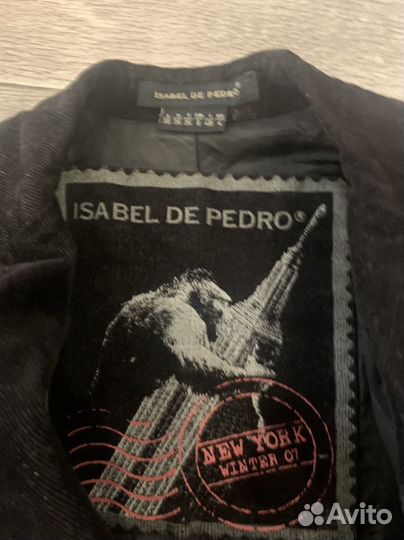 ISABEL DE PEDRO®
ISABEL DE PEDRO®
NEW YORK
WINTER 07
Avito